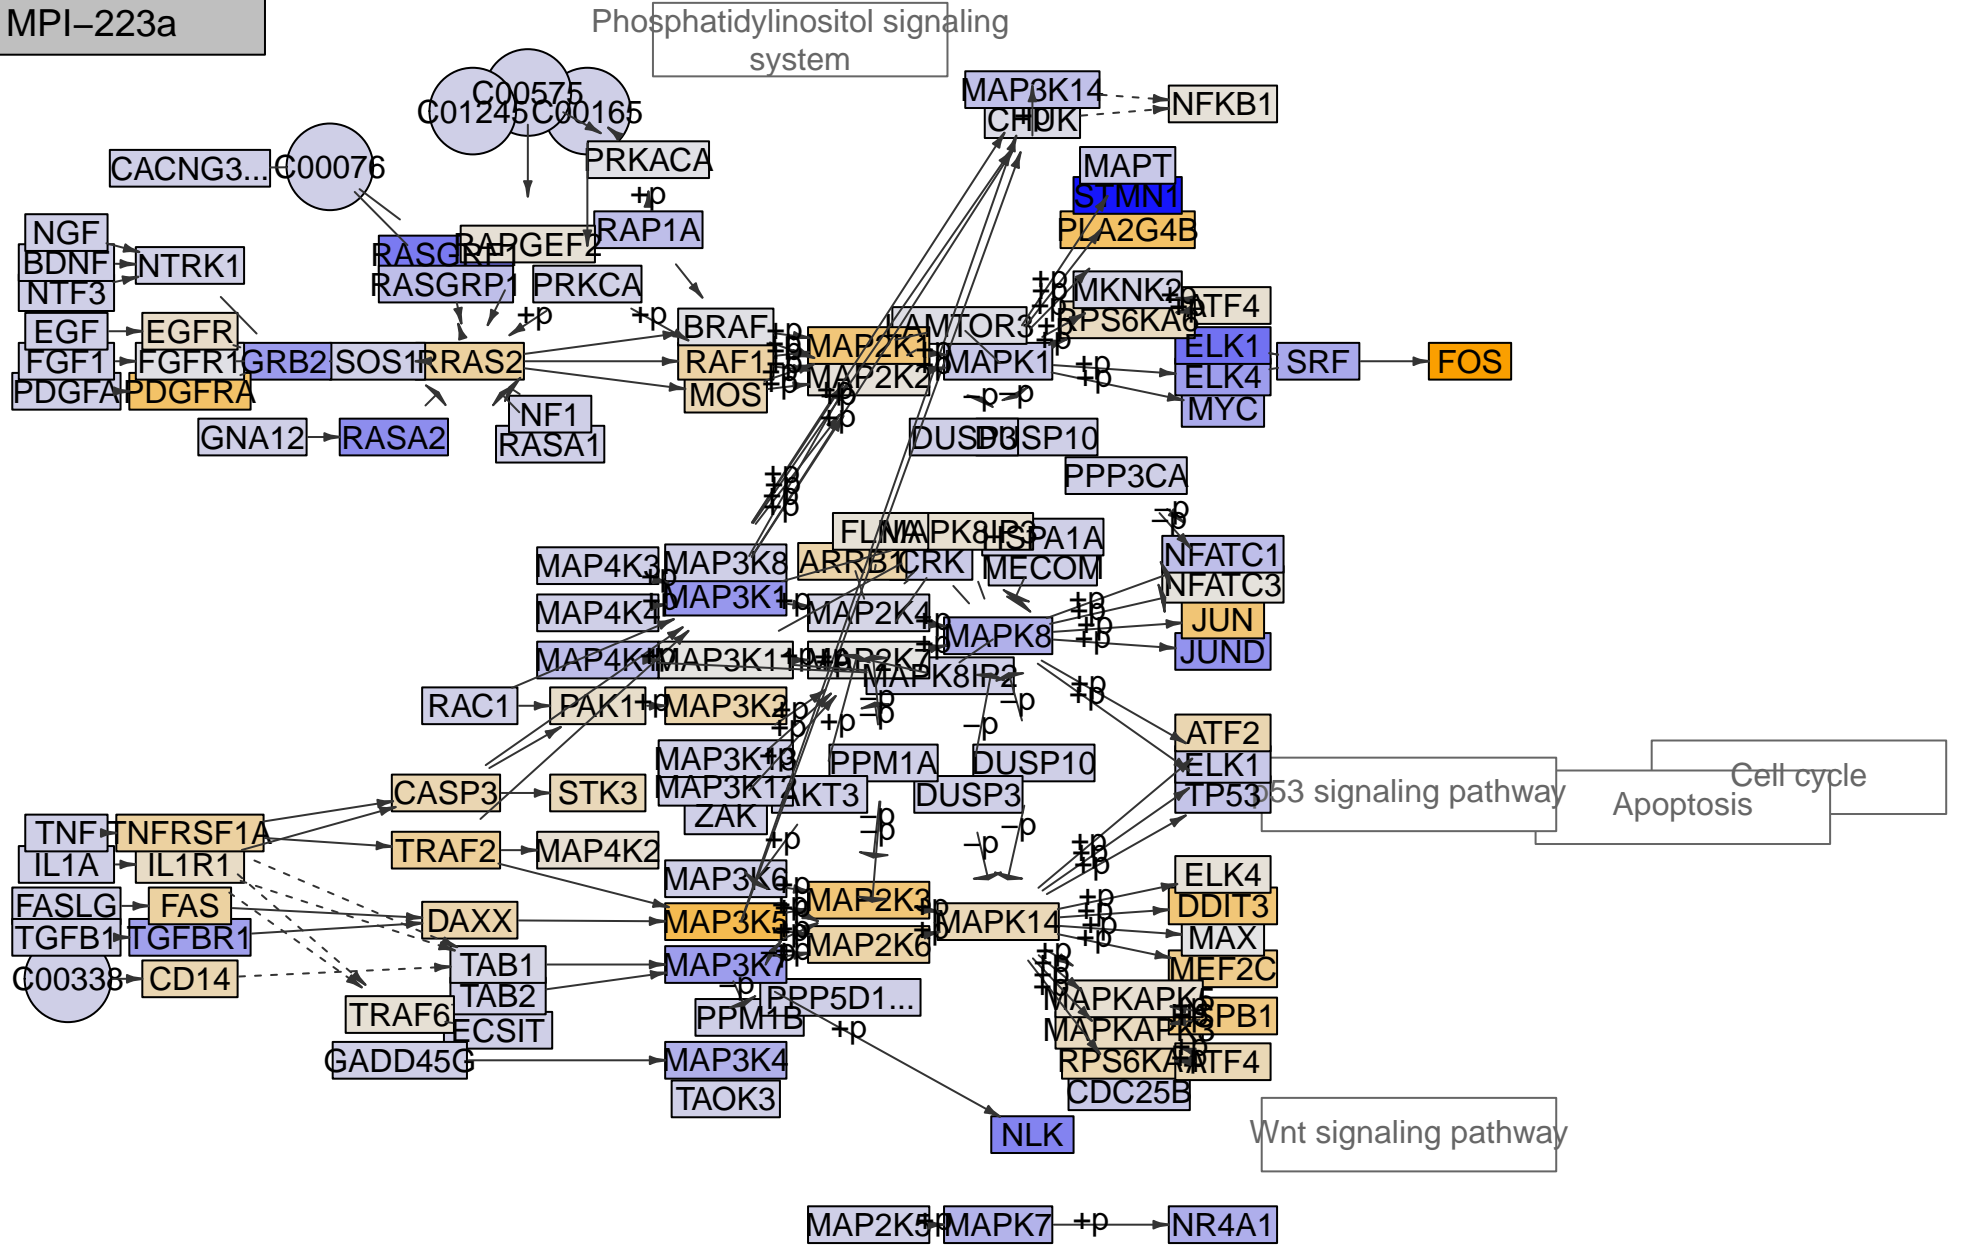 MPI−223a
Phosphatidylinositol signaling
system
C00575
C01245
C00165
MAP3K14
CHUK
+p
NFKB1
CACNG3...
C00076
PRKACA
+p
MAPT
STMN1
PLA2G4B
NGF
BDNF
NTF3
NTRK1
RAPGEF2
RAP1A
RASGRP1
PRKCA
+p
+p
MKNK2
ATF4
+p
+p
+p
EGF
EGFR
BRAF
+p
MAP2K1
LAMTOR3
RPS6KA6
+p
ELK1
FGF1
FGFR1
GRB2
SOS1
RRAS2
RAF1
+p
MAPK1
SRF
FOS
PDGFA
PDGFRA
MOS
+p
MAP2K2
+p
+p
ELK4
MYC
GNA12
RASA2
NF1
RASA1
+p
+p
−p
−p
DUSP3
DUSP10
PPP3CA
+p
+p
+p
−p
−p
FLNA
MAPK8IP3
HSPA1A
MAP4K3
MAP3K8
ARRB1
CRK
MECOM
NFATC1
NFATC3
+p
MAP3K1
+p
MAP4K4
+p
MAP2K4
+p
+p
+p
MAPK8
+p
+p
JUN
JUND
MAP3K11
MAP2K7
+p
MAPK8IP2
RAC1
PAK1
+p
MAP3K2
+p
+p
+p
−p
−p
−p
−p
+p
+p
ATF2
ELK1
TP53
MAP3K13
+p
MAP3K12
ZAK
AKT3
PPM1A
DUSP10
DUSP3
p53 signaling pathway
Apoptosis
Cell cycle
CASP3
STK3
TNF
TNFRSF1A
TRAF2
MAP4K2
+p
−p
−p
−p
−p
+p
+p
+p
IL1A
IL1R1
MAP3K6
+p
MAP2K3
ELK4
FASLG
FAS
DAXX
MAP3K5
+p
+p
MAPK14
+p
+p
DDIT3
TGFB1
TGFBR1
MAP2K6
+p
+p
+p
MAX
C00338
CD14
TAB1
MAP3K7
+p
MEF2C
TAB2
−p
PPP5D1...
TRAF6
ECSIT
PPM1B
+p
GADD45G
MAP3K4
ATF4
TAOK3
CDC25B
NLK
Wnt signaling pathway
MAP2K5
+p
MAPK7
+p
NR4A1